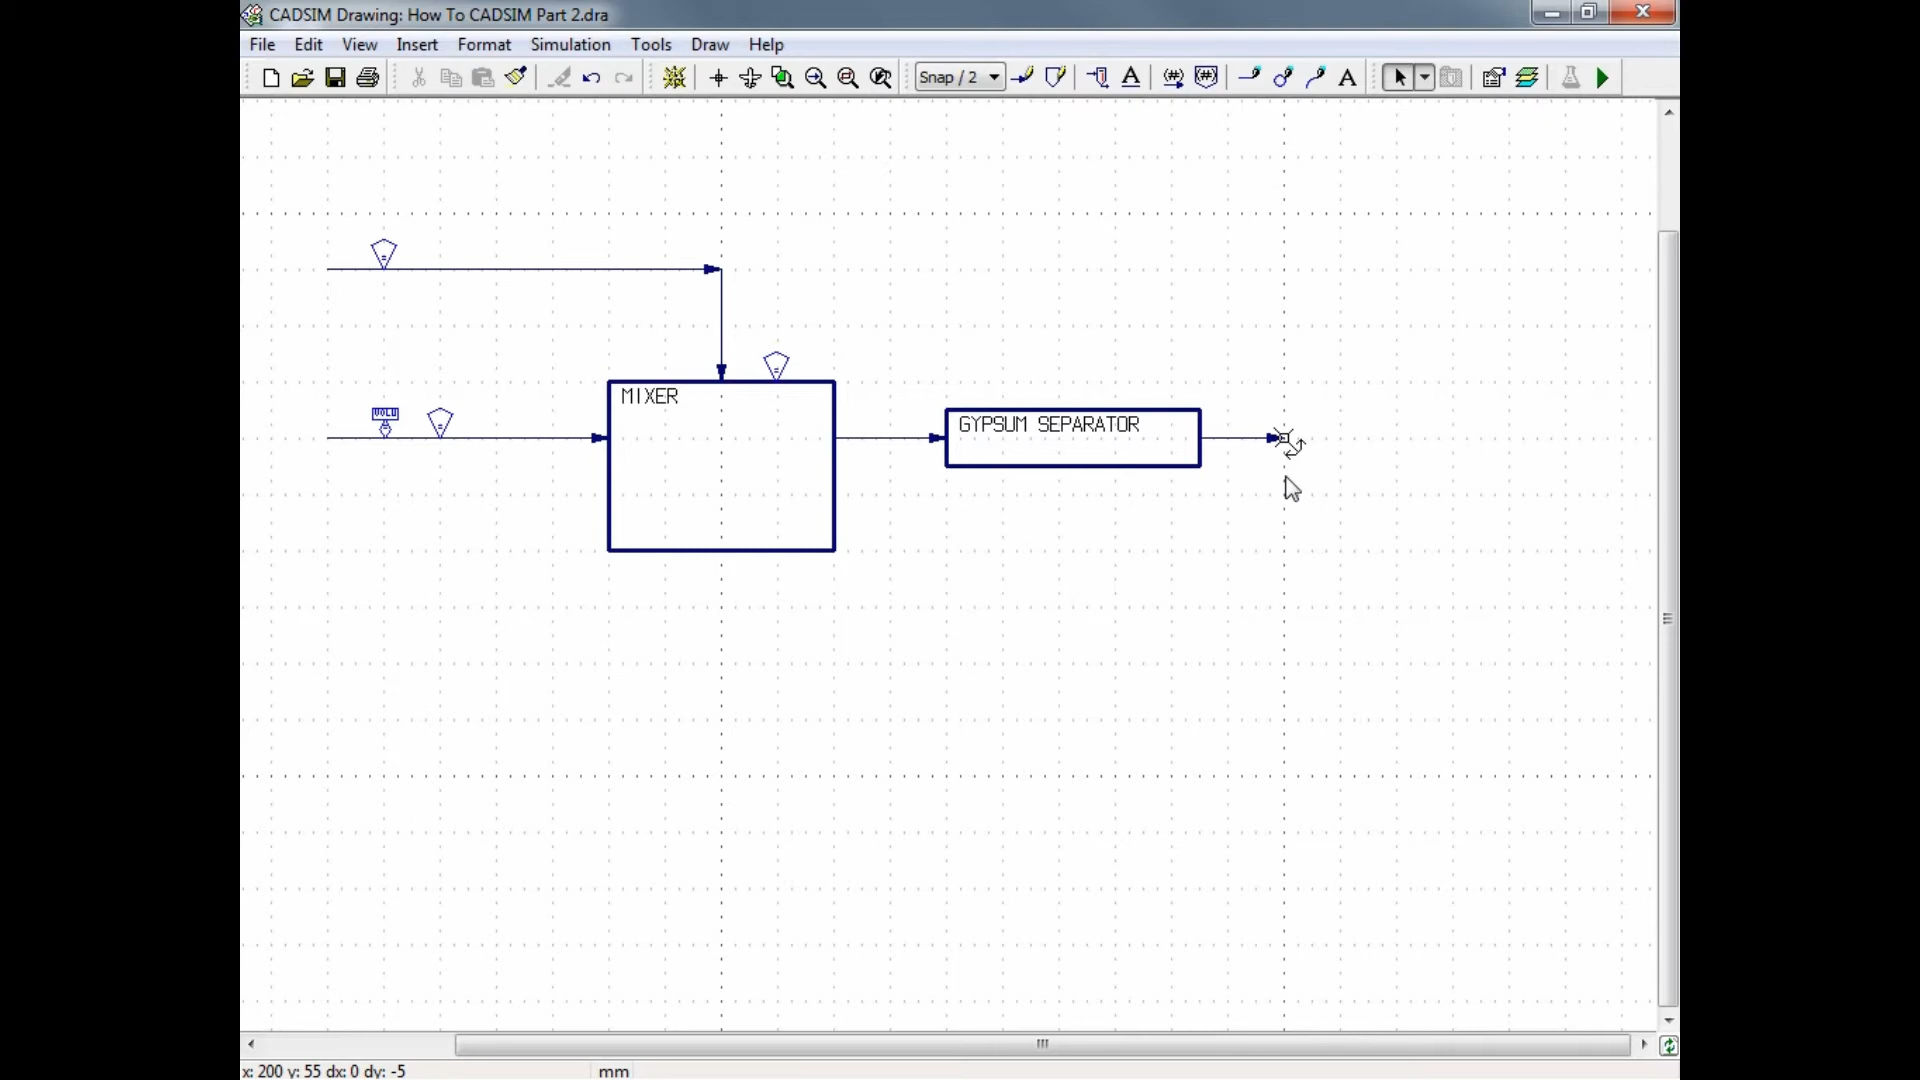 CADSIM Drawing: How To CADSIM Part 2.dra
File Edit View Insert Format Simulation Tools Draw Help
Snap / 2
MIXER
GYPSUM SEPARATOR
x: 200 y: 55 dx: 0 dy: -5
mm